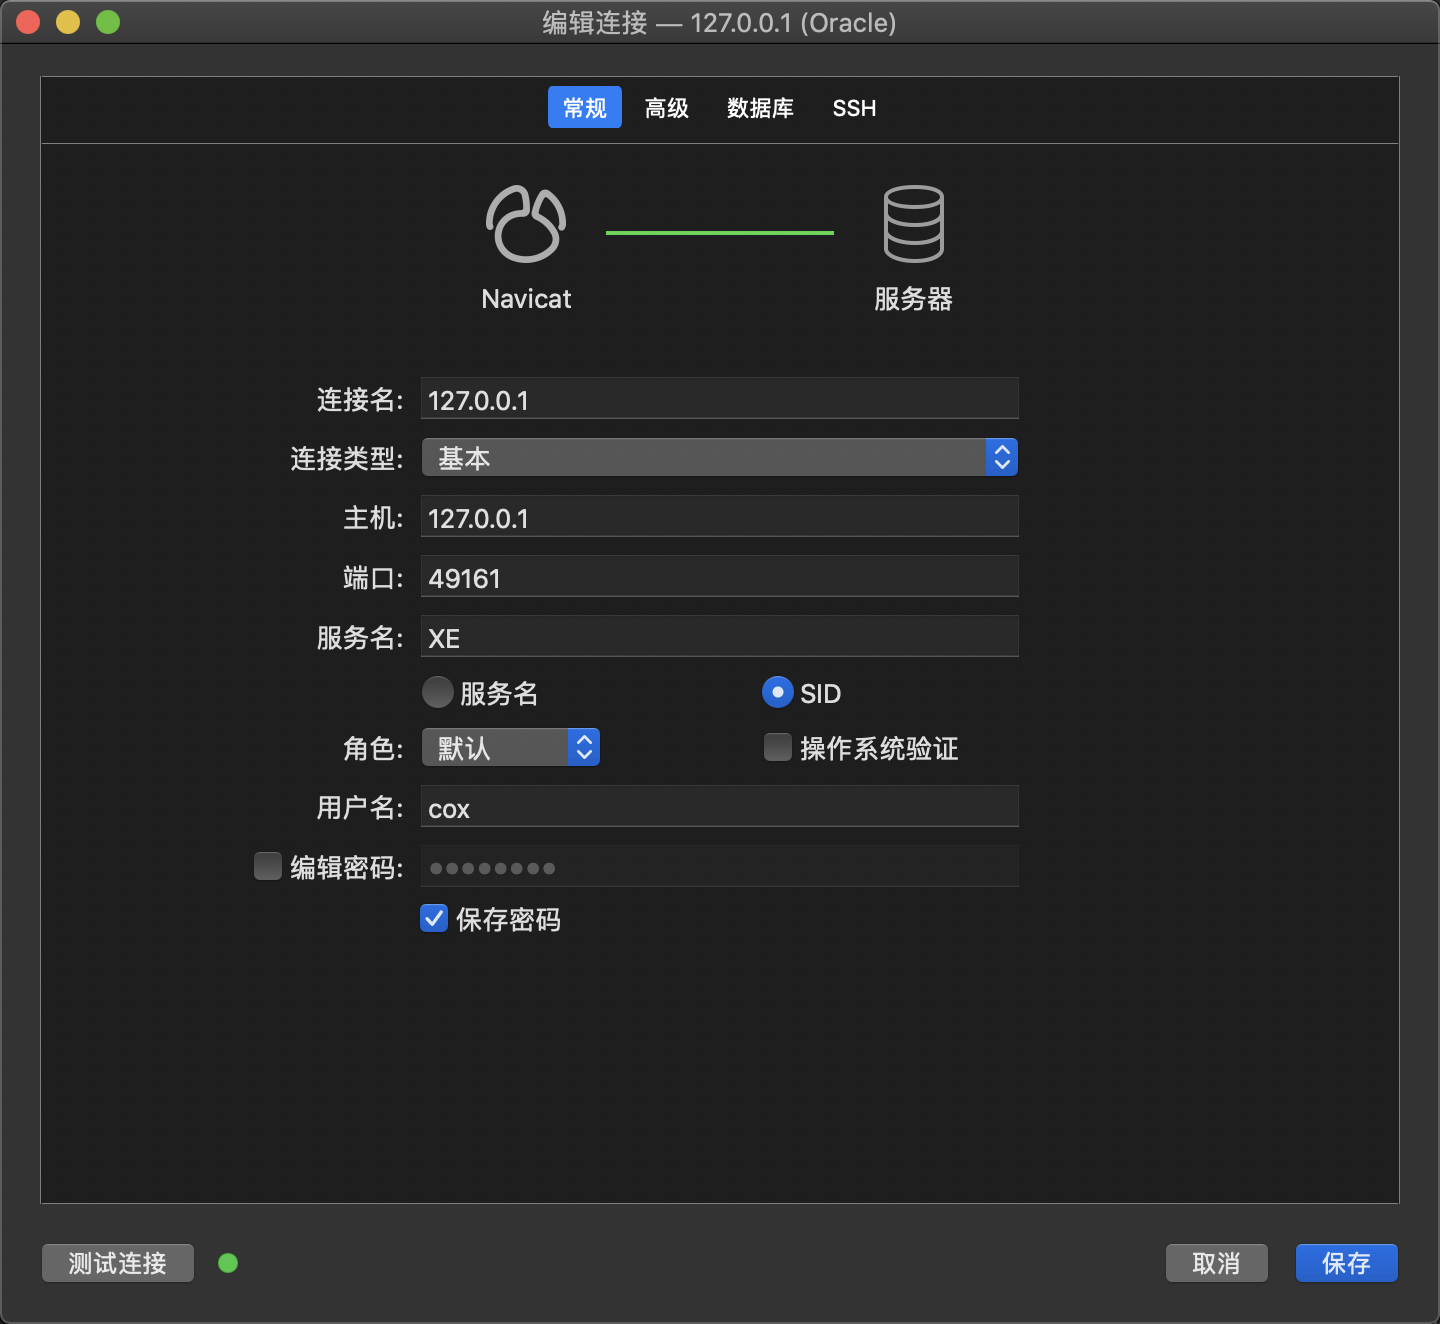 编辑连接 — 127.0.0.1 (Oracle)
常规 高级 数据库 SSH
Navicat 服务器
连接名: 127.0.0.1
连接类型: 基本
主机: 127.0.0.1
端口: 49161
服务名: XE
服务名 SID
角色: 默认 操作系统验证
用户名: cox
编辑密码: ●●●●●●●●
保存密码
测试连接 取消 保存